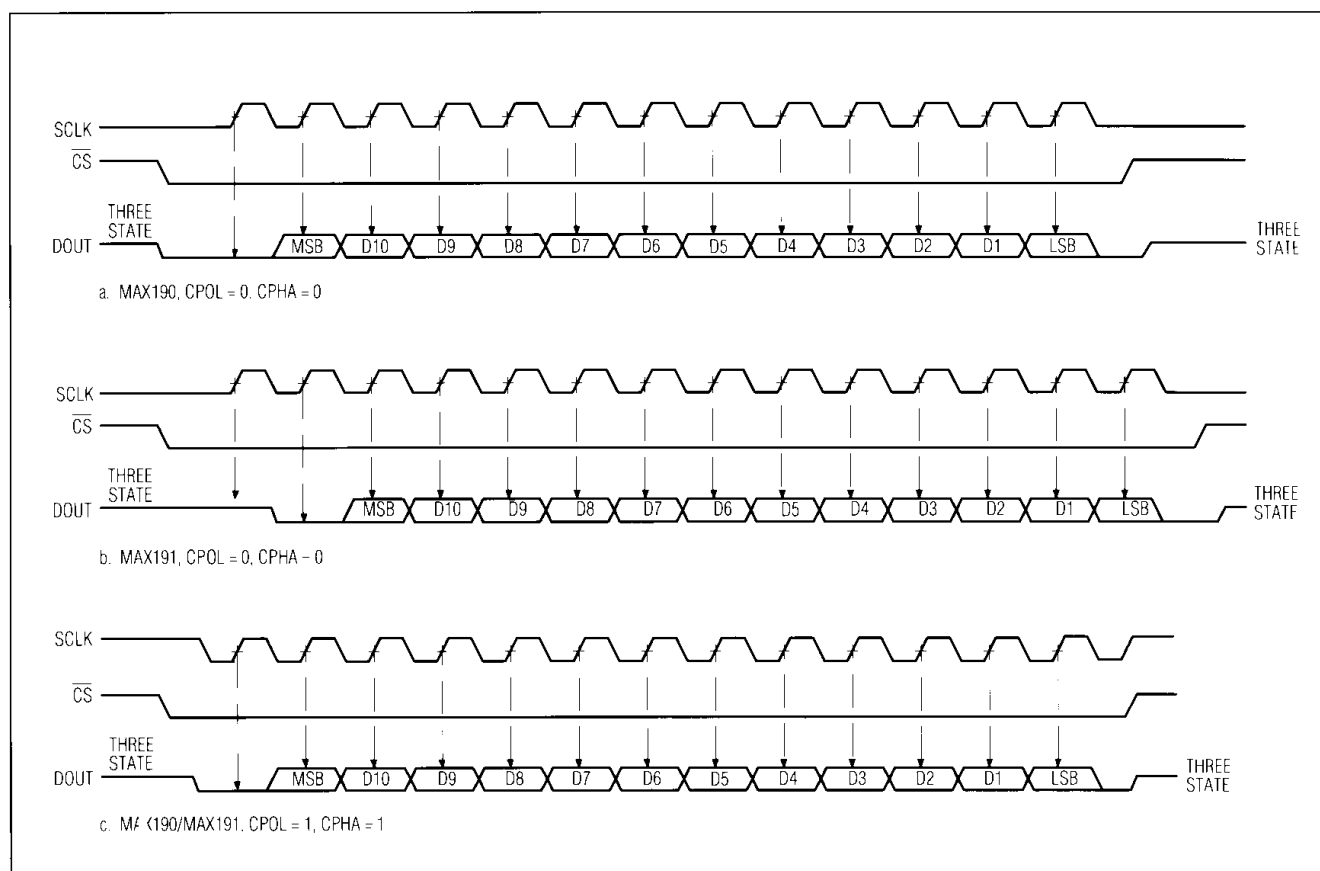 SCLK
CS
THREE
STATE
DOUT
MSB D10 D9 D8 D7 D6 D5 D4 D3 D2 D1 LSB
THREE
STATE
a. MAX190, CPOL = 0, CPHA = 0
SCLK
CS
THREE
STATE
DOUT
MSB D10 D9 D8 D7 D6 D5 D4 D3 D2 D1 LSB
THREE
STATE
b. MAX191, CPOL = 0, CPHA – 0
SCLK
CS
THREE
STATE
DOUT
MSB D10 D9 D8 D7 D6 D5 D4 D3 D2 D1 LSB
THREE
STATE
c. MAX190/MAX191, CPOL = 1, CPHA = 1